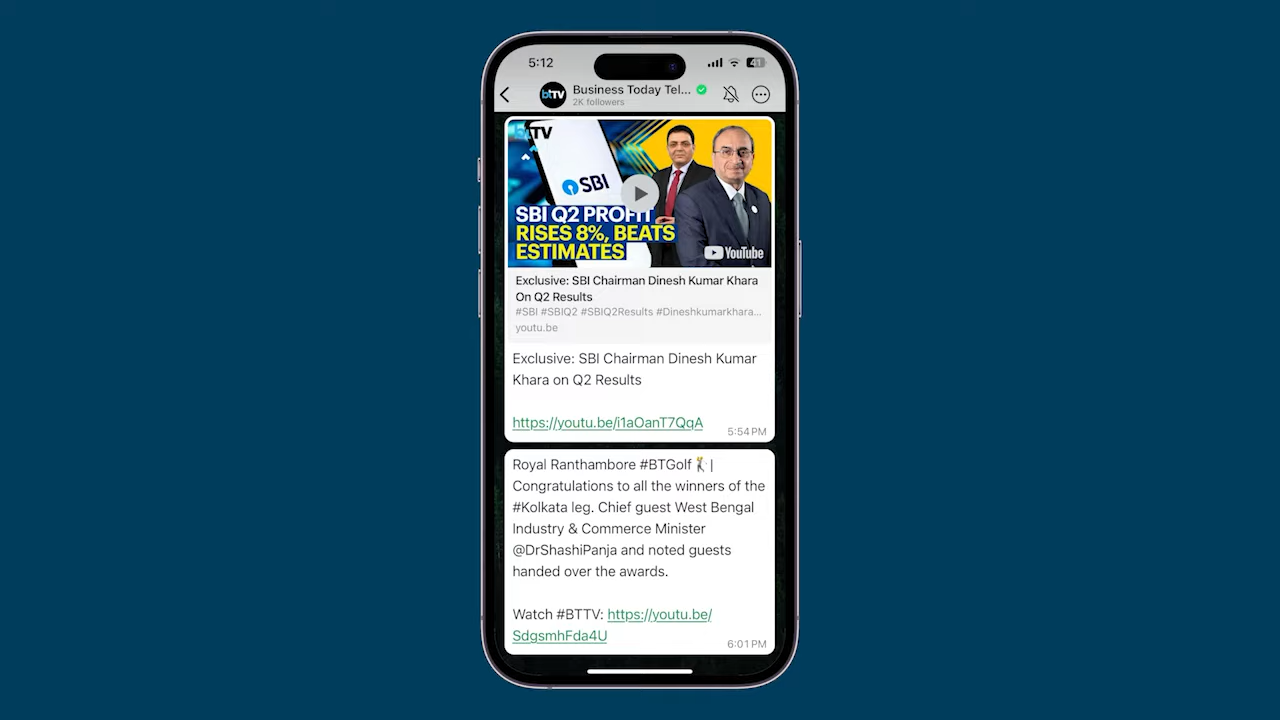 5:12
41
btTV
Business Today Tel...
2K followers
btTV
SBI
SBI Q2 PROFIT
RISES 8%, BEATS
ESTIMATES
YouTube
Exclusive: SBI Chairman Dinesh Kumar Khara
On Q2 Results
#SBI #SBIQ2 #SBIQ2Results #Dineshkumarkhara...
youtu.be
Exclusive: SBI Chairman Dinesh Kumar
Khara on Q2 Results
https://youtu.be/i1aOanT7QqA
5:54 PM
Royal Ranthambore #BTGolf🏌|
Congratulations to all the winners of the
#Kolkata leg. Chief guest West Bengal
Industry & Commerce Minister
@DrShashiPanja and noted guests
handed over the awards.
Watch #BTTV: https://youtu.be/
SdgsmhFda4U
6:01 PM